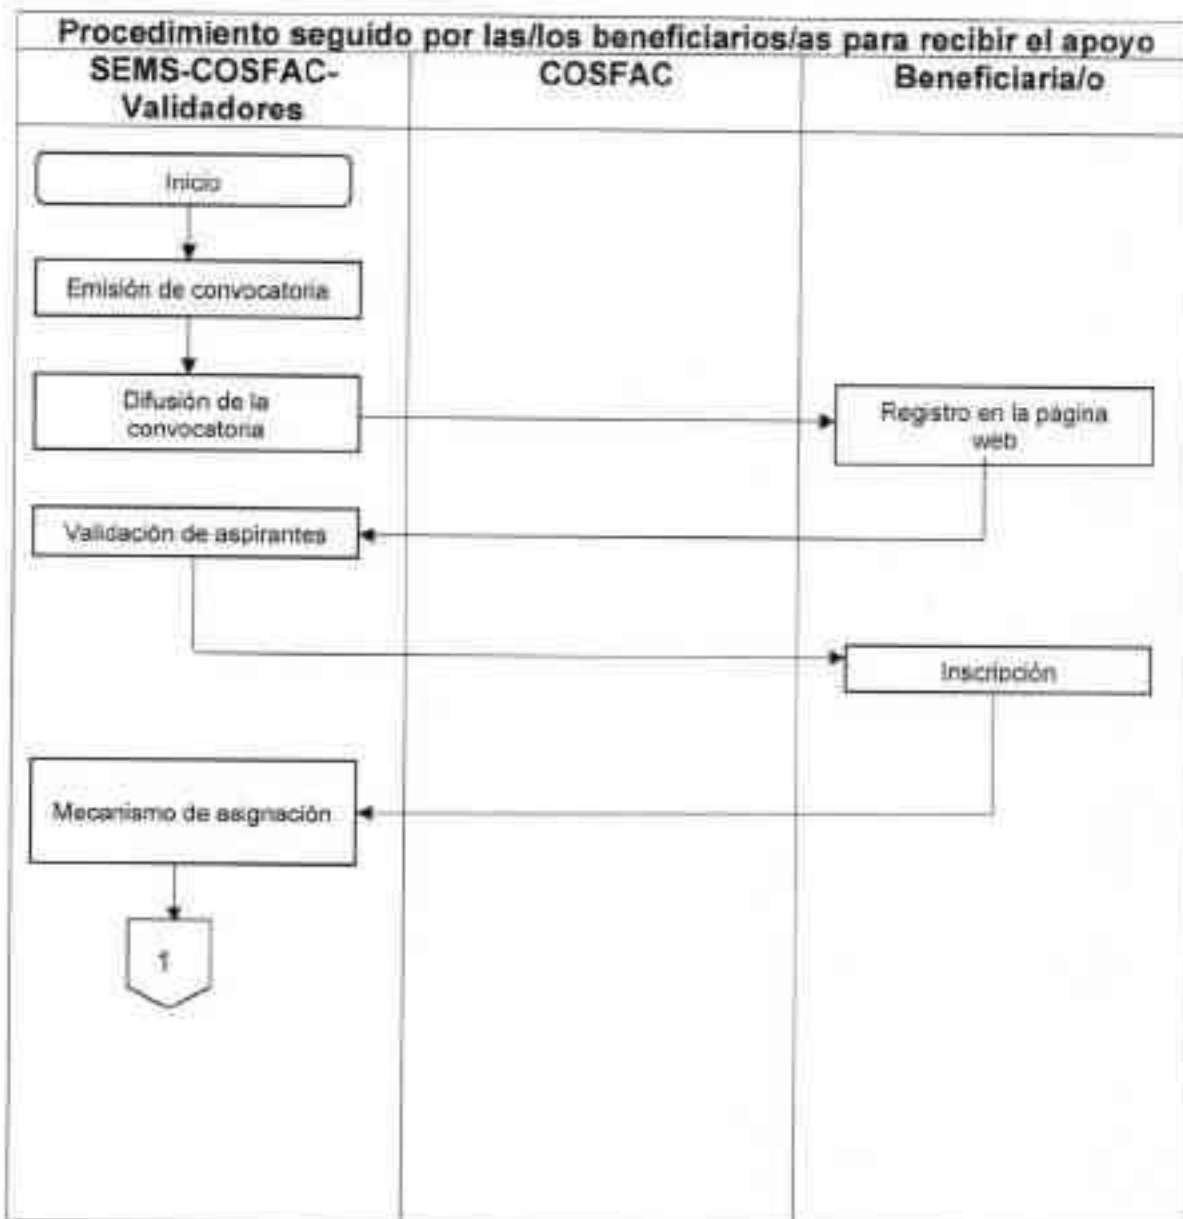 Procedimiento seguido por las/los beneficiarios/as para recibir el apoyo
SEMS-COSFAC-
Validadores
COSFAC
Beneficiaria/o
Inicio
Emisión de convocatoria
Difusión de la
convocatoria
Registro en la página
web
Validación de aspirantes
Inscripción
Mecanismo de asignación
1